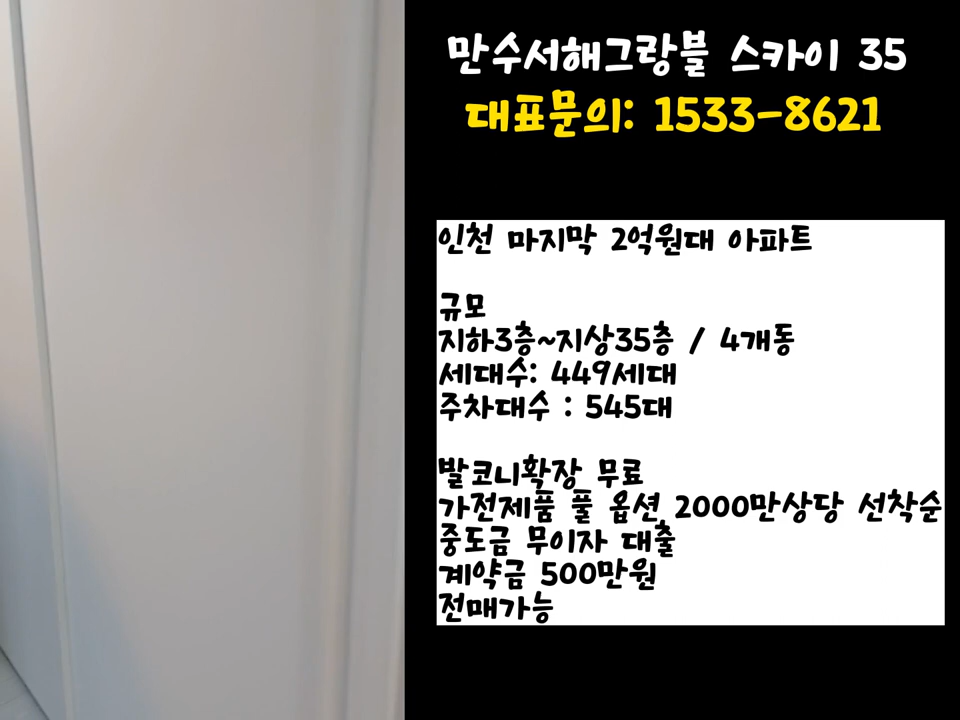 만수서해그랑블 스카이 35
대표문의: 1533-8621
인천 마지막 2억원대 아파트
규모
지하3층~지상35층 / 4개동
세대수: 449세대
주차대수 : 545대
발코니확장 무료
가전제품 풀 옵션 2000만상당 선착순
중도금 무이자 대출
계약금 500만원
전매가능